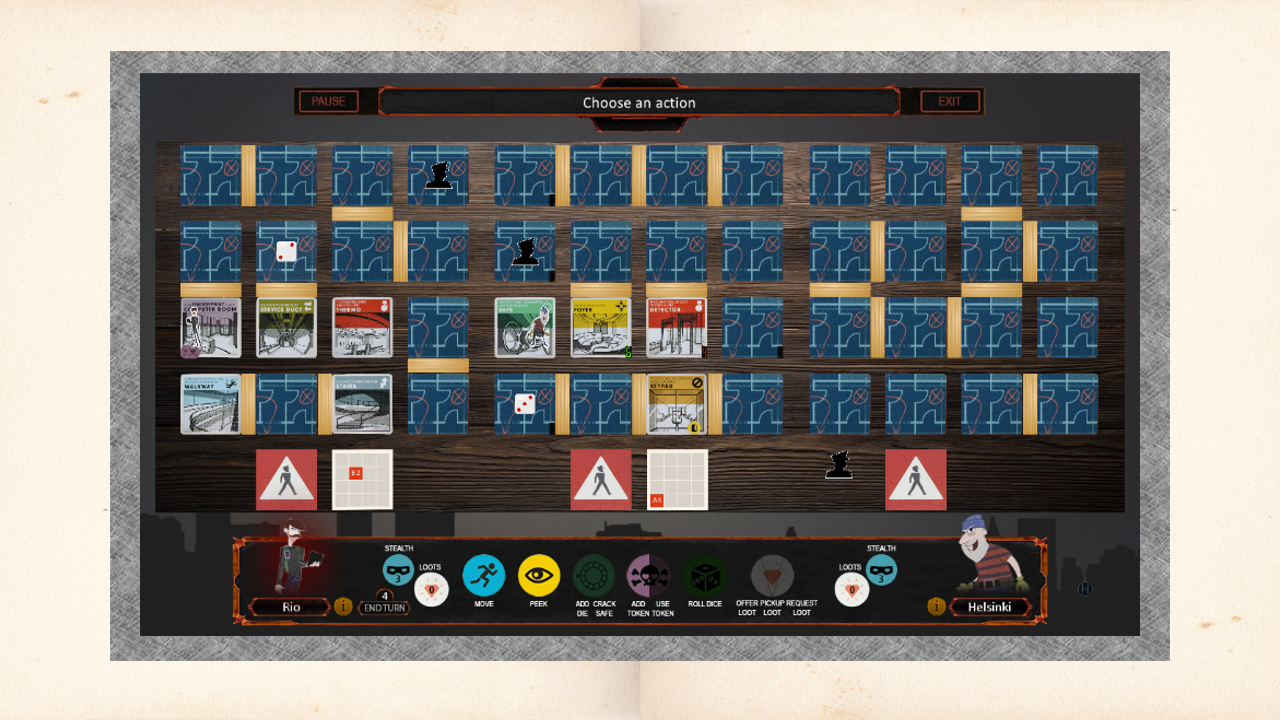 PAUSE
Choose an action
EXIT
COMPUTER ROOM
SERVICE DUCT
THERMO
SAFE
FOYER
DETECTOR
WALKWAY
STAIRS
KEYPAD
B2
A4
STEALTH
3
LOOTS
0
4
END TURN
Rio
MOVE
PEEK
ADD DIE
CRACK SAFE
ADD TOKEN
USE TOKEN
ROLL DICE
OFFER LOOT
PICKUP LOOT
REQUEST LOOT
LOOTS
0
STEALTH
3
Helsinki